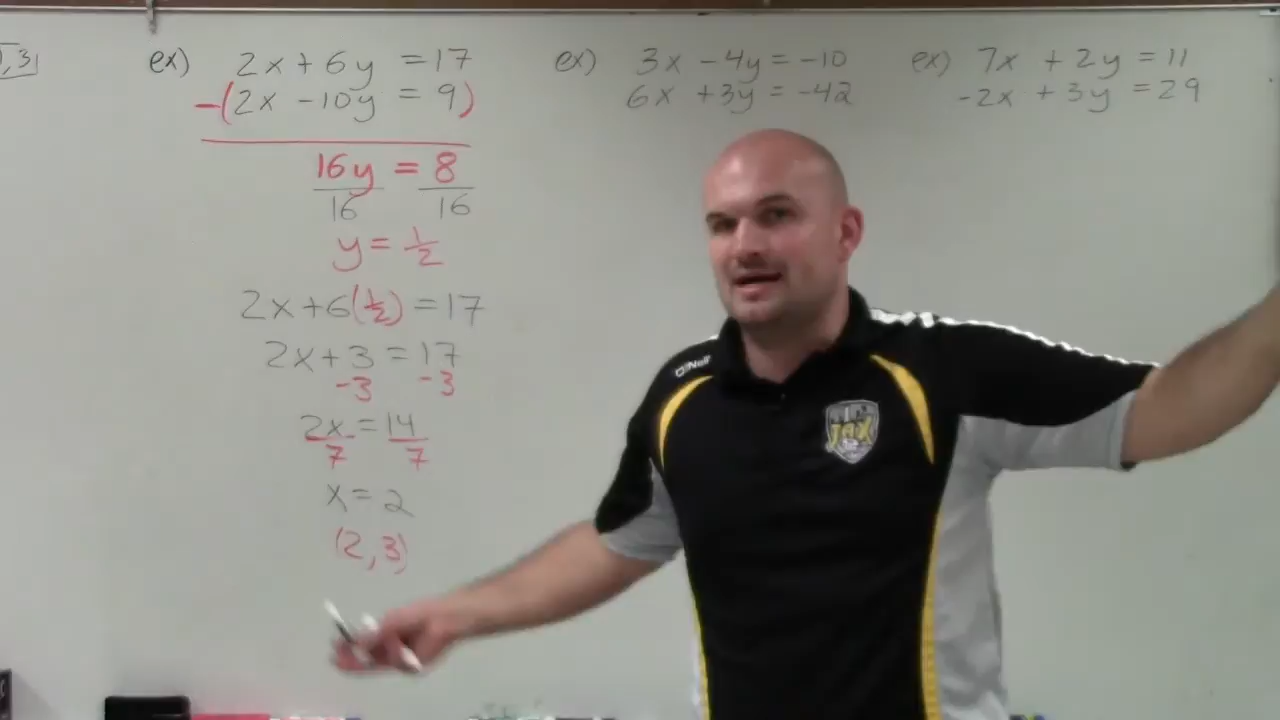 ,3)
ex) 2x + 6y = 17
-(2x - 10y = 9)
16y = 8
16 16
y = 1/2
2x + 6(1/2) = 17
2x + 3 = 17
-3 -3
2x = 14
7 7
x = 2
(2, 3)
ex) 3x - 4y = -10
6x + 3y = -42
ex) 7x + 2y = 11
-2x + 3y = 29
O'Neill
JAX